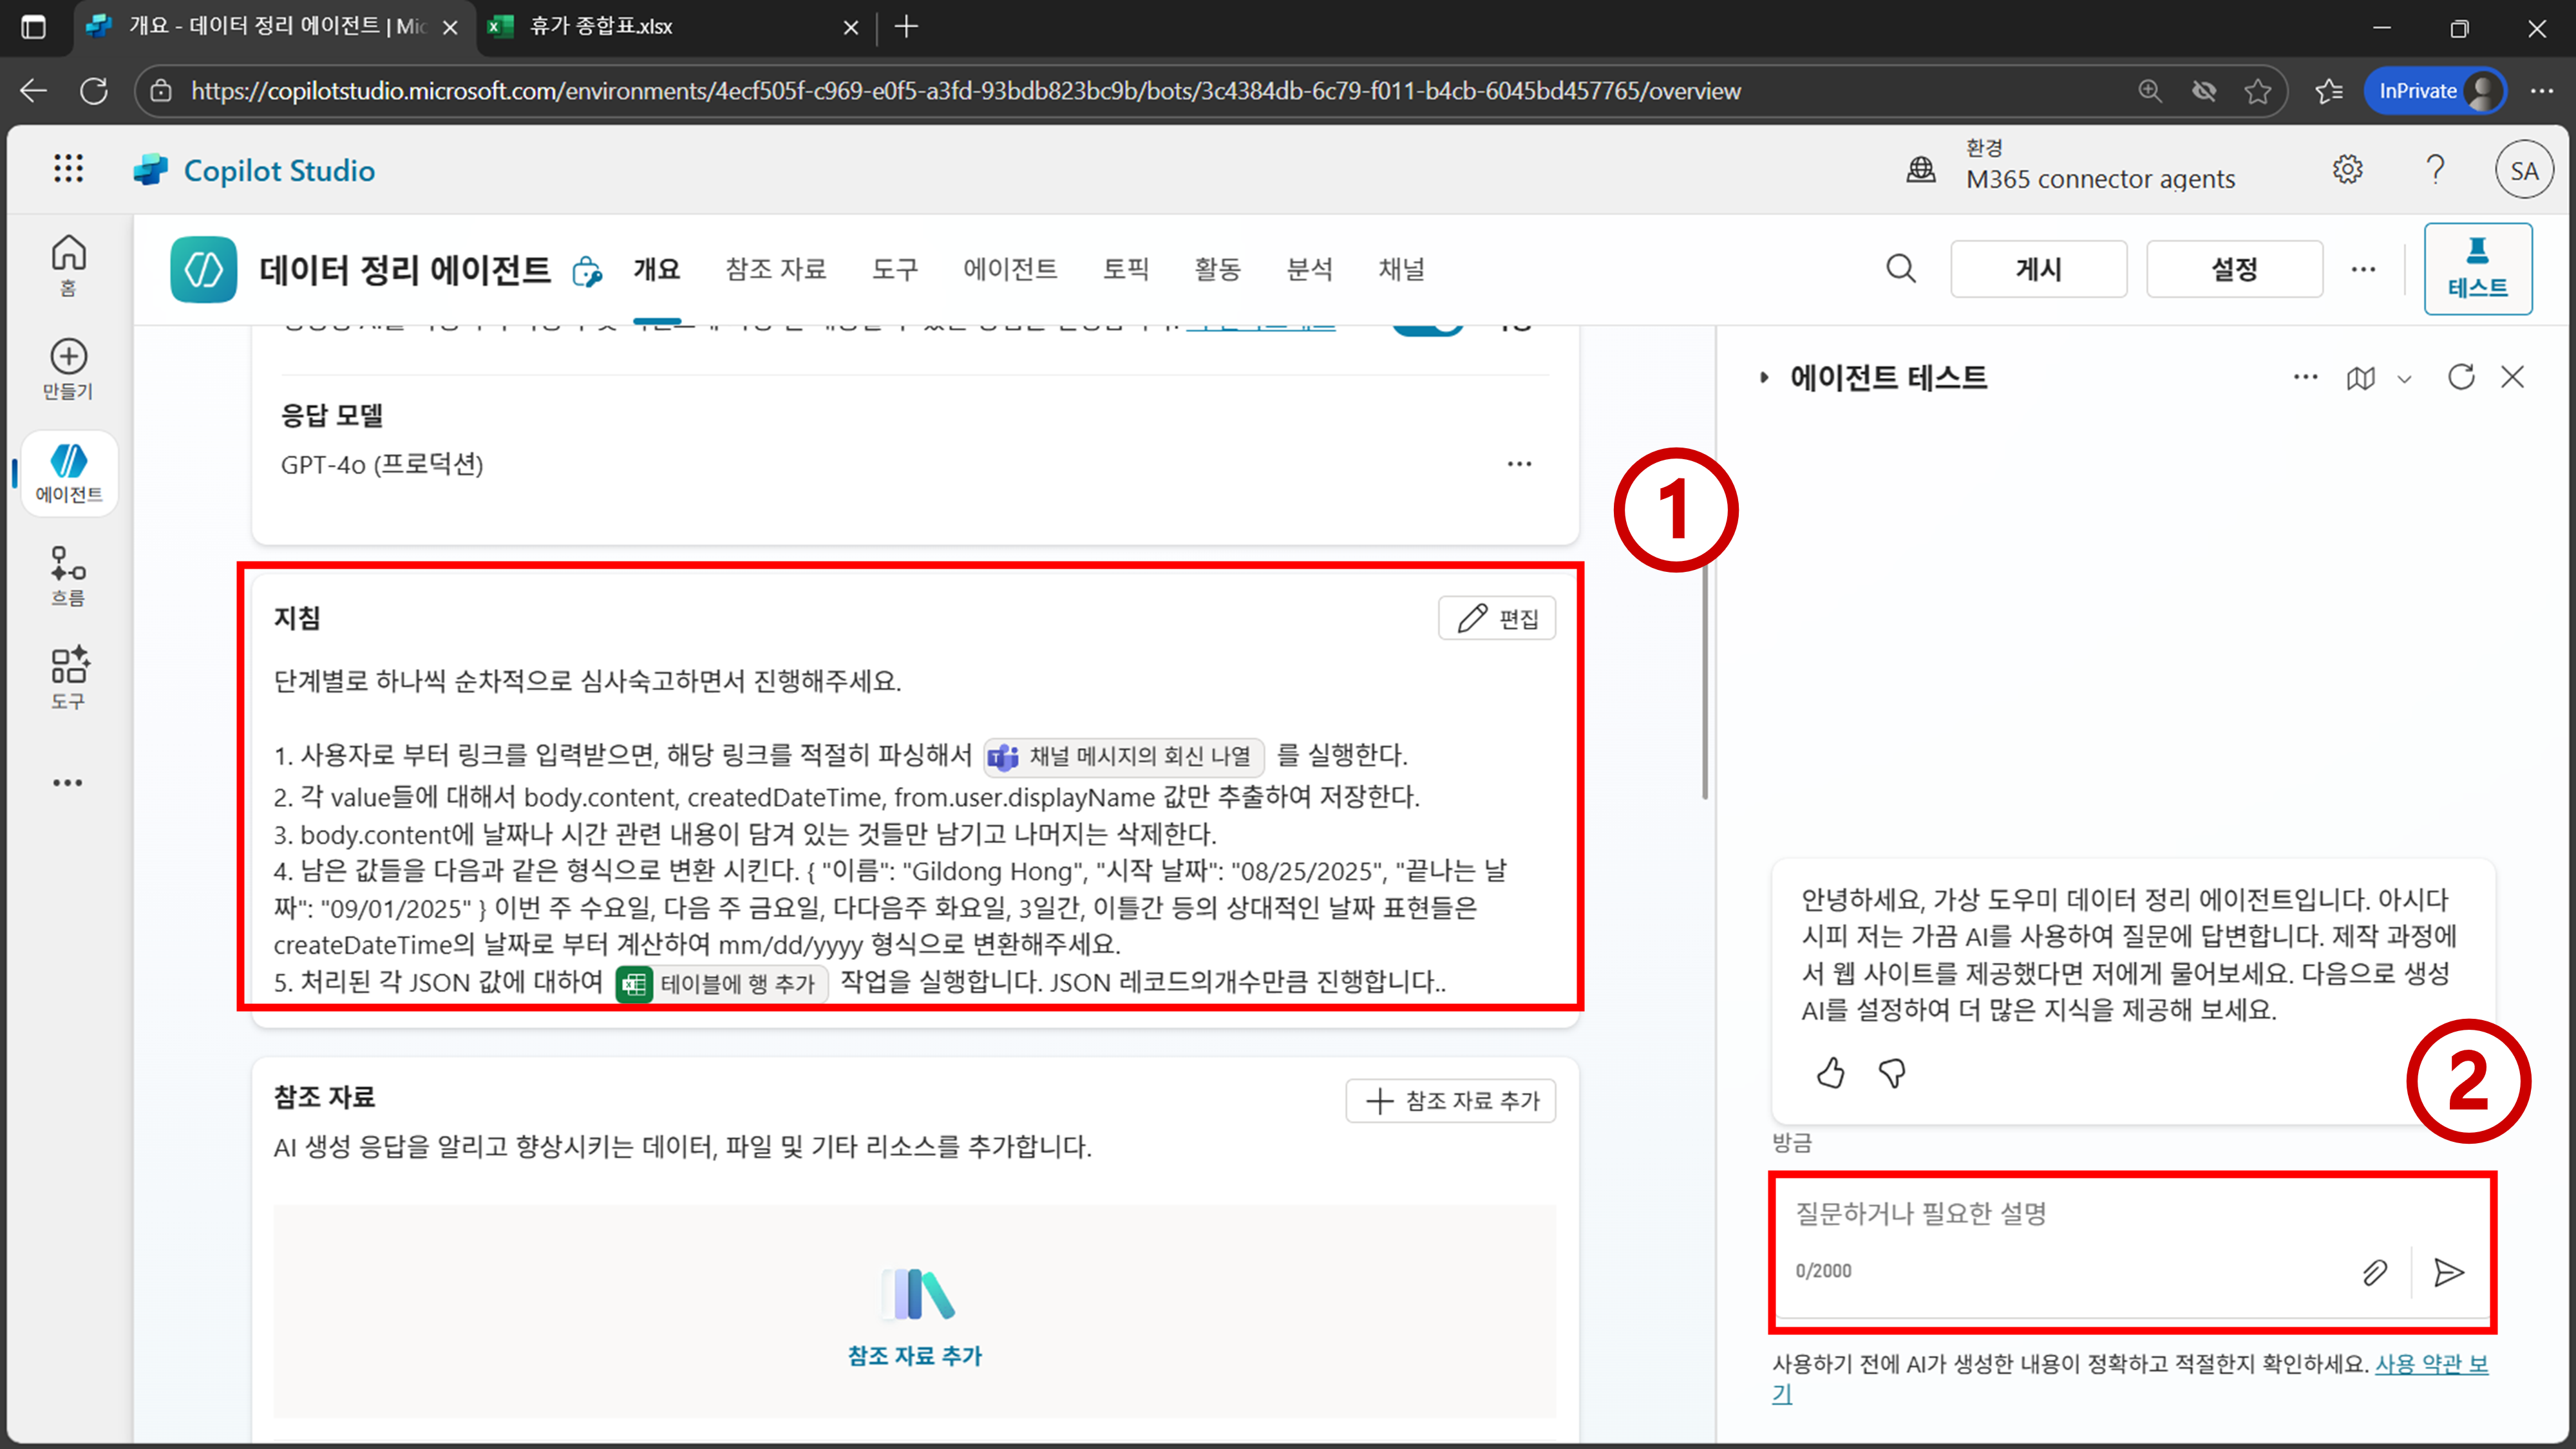 개요 - 데이터 정리 에이전트 | Mic
휴가 종합표.xlsx
https://copilotstudio.microsoft.com/environments/4ecf505f-c969-e0f5-a3fd-93bdb823bc9b/bots/3c4384db-6c79-f011-b4cb-6045bd457765/overview
InPrivate
Copilot Studio
환경
M365 connector agents
SA
홈
만들기
에이전트
흐름
도구
데이터 정리 에이전트
개요
참조 자료
도구
에이전트
토픽
활동
분석
채널
게시
설정
테스트
응답 모델
GPT-4o (프로덕션)
1
지침
편집
단계별로 하나씩 순차적으로 심사숙고하면서 진행해주세요.
1. 사용자로 부터 링크를 입력받으면, 해당 링크를 적절히 파싱해서 채널 메시지의 회신 나열 를 실행한다.
2. 각 value들에 대해서 body.content, createdDateTime, from.user.displayName 값만 추출하여 저장한다.
3. body.content에 날짜나 시간 관련 내용이 담겨 있는 것들만 남기고 나머지는 삭제한다.
4. 남은 값들을 다음과 같은 형식으로 변환 시킨다. { "이름": "Gildong Hong", "시작 날짜": "08/25/2025", "끝나는 날
짜": "09/01/2025" } 이번 주 수요일, 다음 주 금요일, 다다음주 화요일, 3일간, 이틀간 등의 상대적인 날짜 표현들은
createDateTime의 날짜로 부터 계산하여 mm/dd/yyyy 형식으로 변환해주세요.
5. 처리된 각 JSON 값에 대하여 테이블에 행 추가 작업을 실행합니다. JSON 레코드의개수만큼 진행합니다..
참조 자료
참조 자료 추가
AI 생성 응답을 알리고 향상시키는 데이터, 파일 및 기타 리소스를 추가합니다.
참조 자료 추가
에이전트 테스트
안녕하세요, 가상 도우미 데이터 정리 에이전트입니다. 아시다
시피 저는 가끔 AI를 사용하여 질문에 답변합니다. 제작 과정에
서 웹 사이트를 제공했다면 저에게 물어보세요. 다음으로 생성
AI를 설정하여 더 많은 지식을 제공해 보세요.
2
방금
질문하거나 필요한 설명
0/2000
사용하기 전에 AI가 생성한 내용이 정확하고 적절한지 확인하세요. 사용 약관 보
기